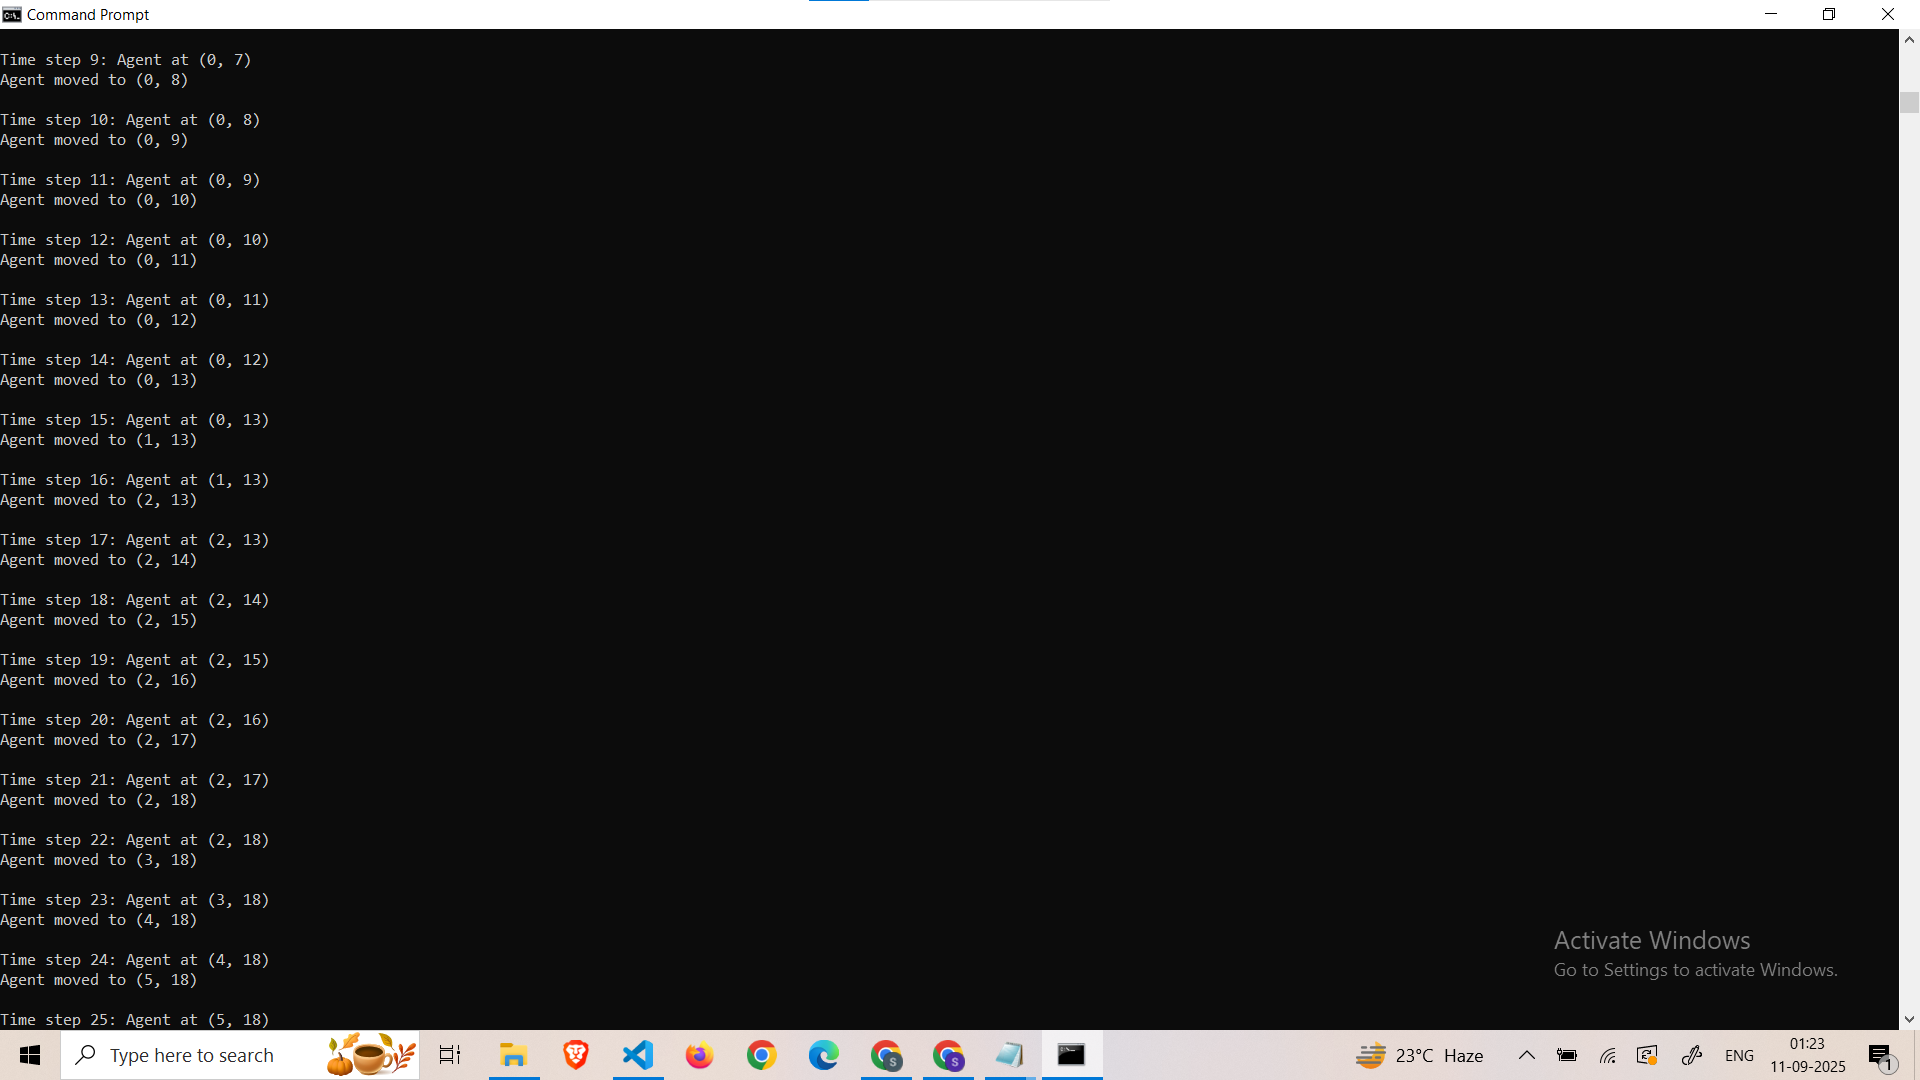 Command Prompt
Time step 9: Agent at (0, 7)
Agent moved to (0, 8)
Time step 10: Agent at (0, 8)
Agent moved to (0, 9)
Time step 11: Agent at (0, 9)
Agent moved to (0, 10)
Time step 12: Agent at (0, 10)
Agent moved to (0, 11)
Time step 13: Agent at (0, 11)
Agent moved to (0, 12)
Time step 14: Agent at (0, 12)
Agent moved to (0, 13)
Time step 15: Agent at (0, 13)
Agent moved to (1, 13)
Time step 16: Agent at (1, 13)
Agent moved to (2, 13)
Time step 17: Agent at (2, 13)
Agent moved to (2, 14)
Time step 18: Agent at (2, 14)
Agent moved to (2, 15)
Time step 19: Agent at (2, 15)
Agent moved to (2, 16)
Time step 20: Agent at (2, 16)
Agent moved to (2, 17)
Time step 21: Agent at (2, 17)
Agent moved to (2, 18)
Time step 22: Agent at (2, 18)
Agent moved to (3, 18)
Time step 23: Agent at (3, 18)
Agent moved to (4, 18)
Time step 24: Agent at (4, 18)
Agent moved to (5, 18)
Time step 25: Agent at (5, 18)
Activate Windows
Go to Settings to activate Windows.
Type here to search
S
S
23°C Haze
ENG
01:23
11-09-2025
1